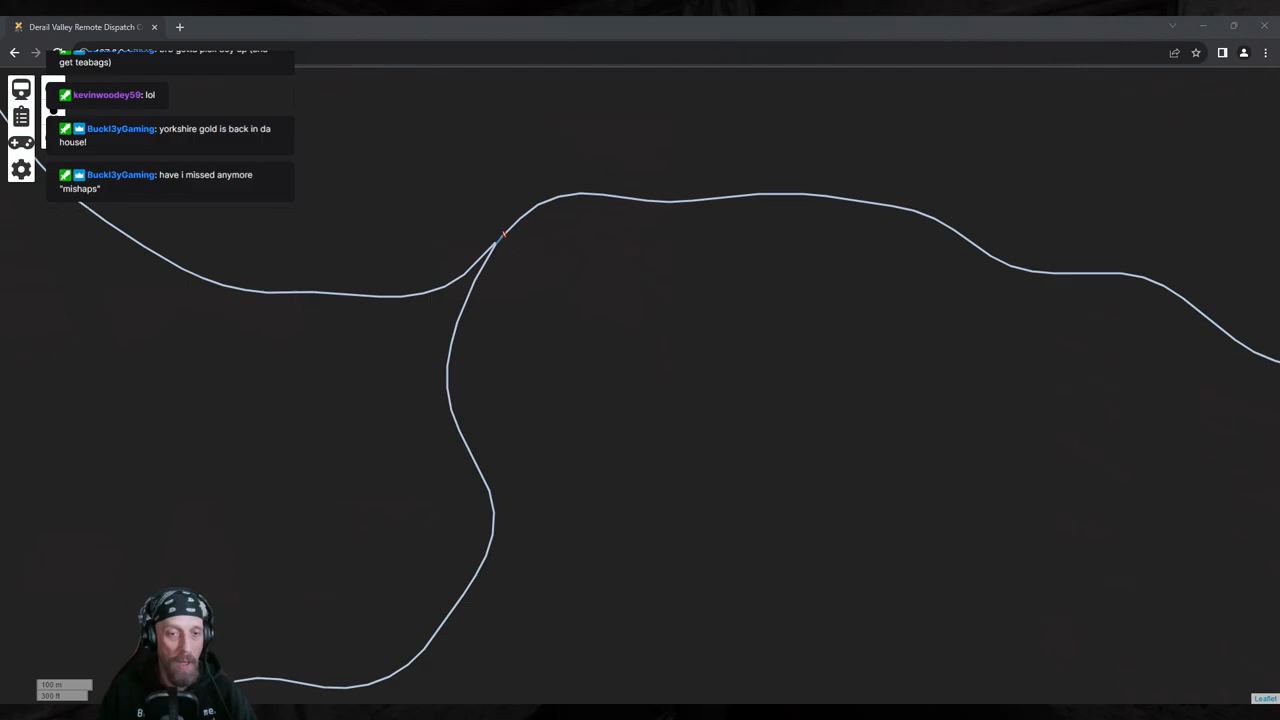 Derail Valley Remote Dispatch
get teabags)
kevinwoodey59: lol
Buckl3yGaming: yorkshire gold is back in da
house!
Buckl3yGaming: have i missed anymore
"mishaps"
100 m
300 ft
Leaflet